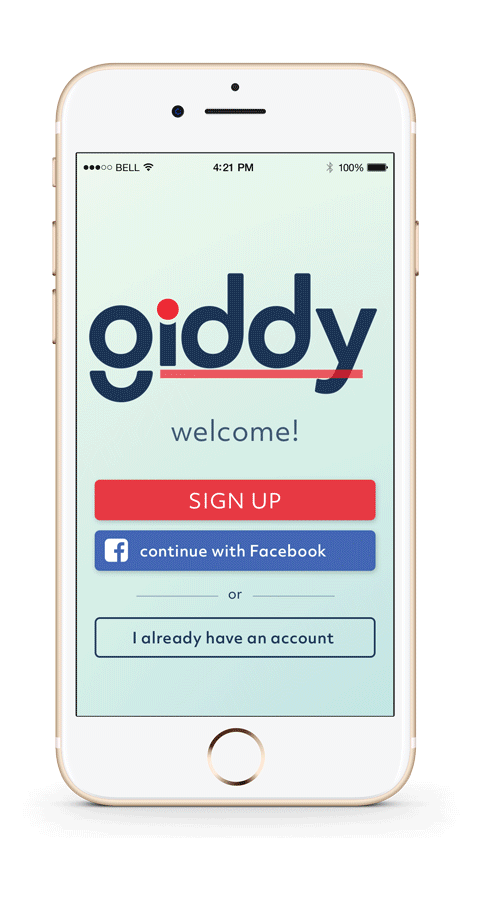 BELL 4:21 PM 100%
giddy
welcome!
SIGN UP
continue with Facebook
or
I already have an account